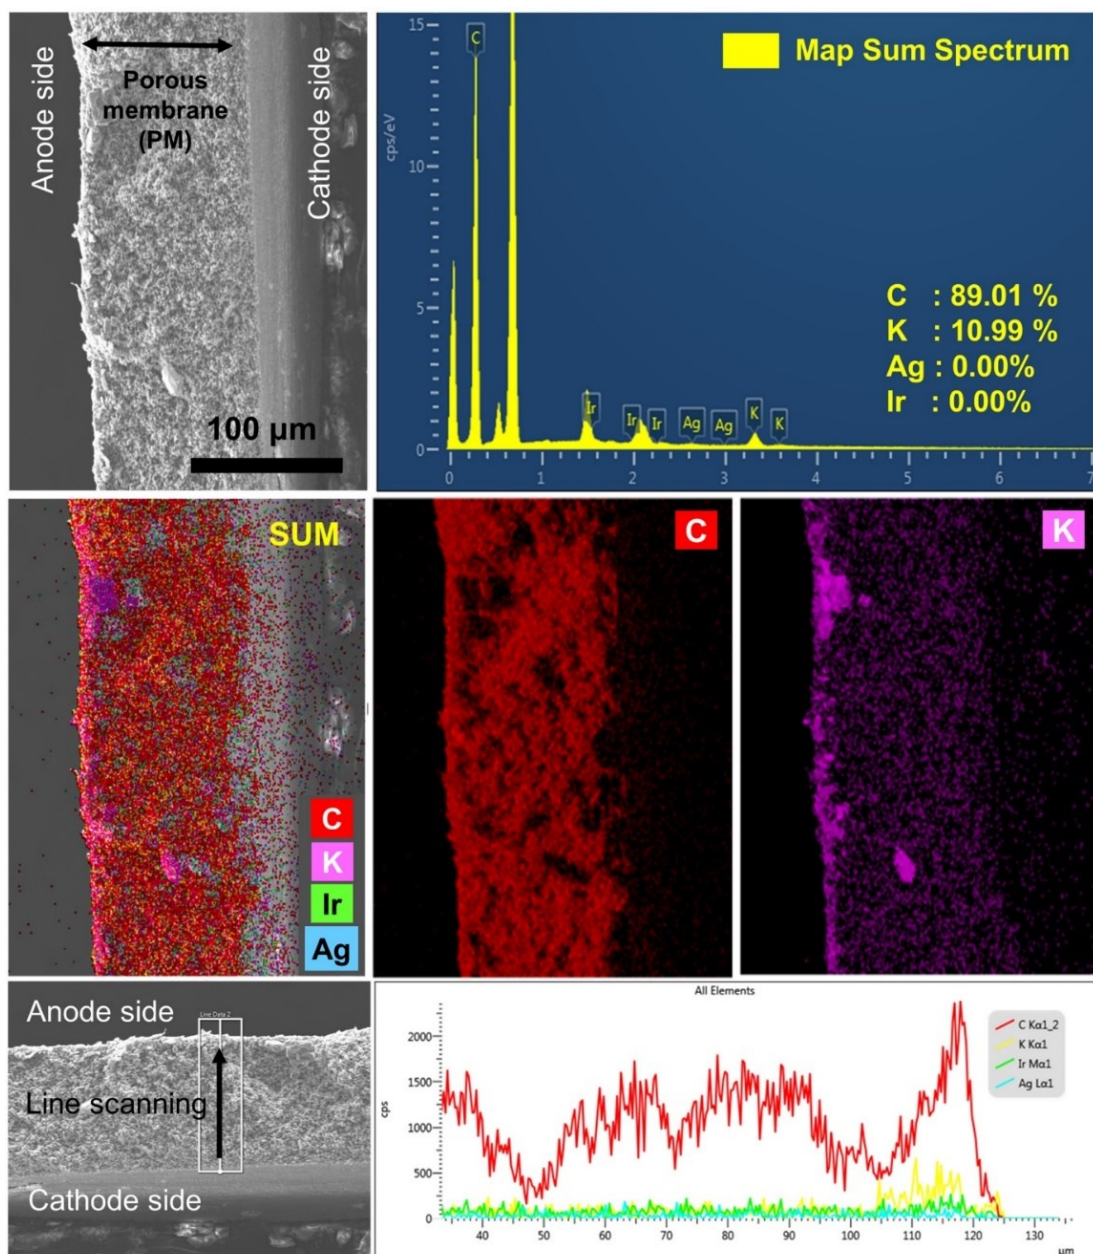 Anode side
Porous
membrane
(PM)
Cathode side
100 µm
15
10
5
0
cps/eV
C
Map Sum Spectrum
C : 89.01 %
K : 10.99 %
Ag : 0.00%
Ir : 0.00%
Ir
Ir
Ir
Ag
Ag
K
K
0
1
2
3
4
5
6
7
SUM
C
K
Ir
Ag
C
K
Anode side
Line Data 2
Line scanning
Cathode side
All Elements
2000
1500
1000
500
0
cps
C Kα1_2
K Kα1
Ir Mα1
Ag Lα1
40
50
60
70
80
90
100
110
120
130
µm